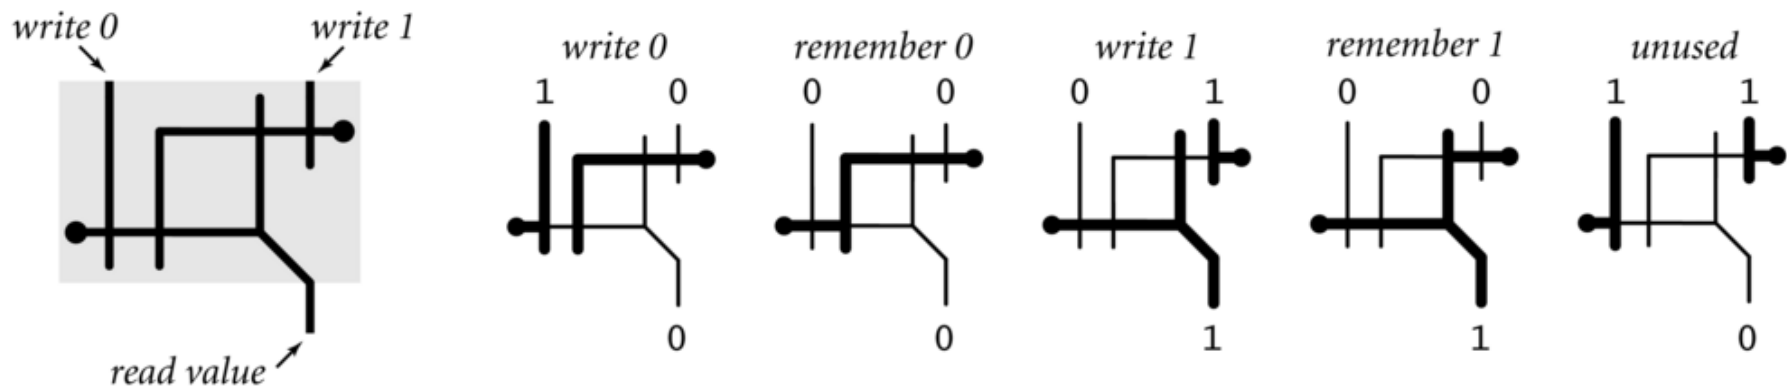 write 0
write 1
read value
write 0
remember 0
write 1
remember 1
unused
1 0
0 0
0 1
0 0
1 1
0
0
1
1
0